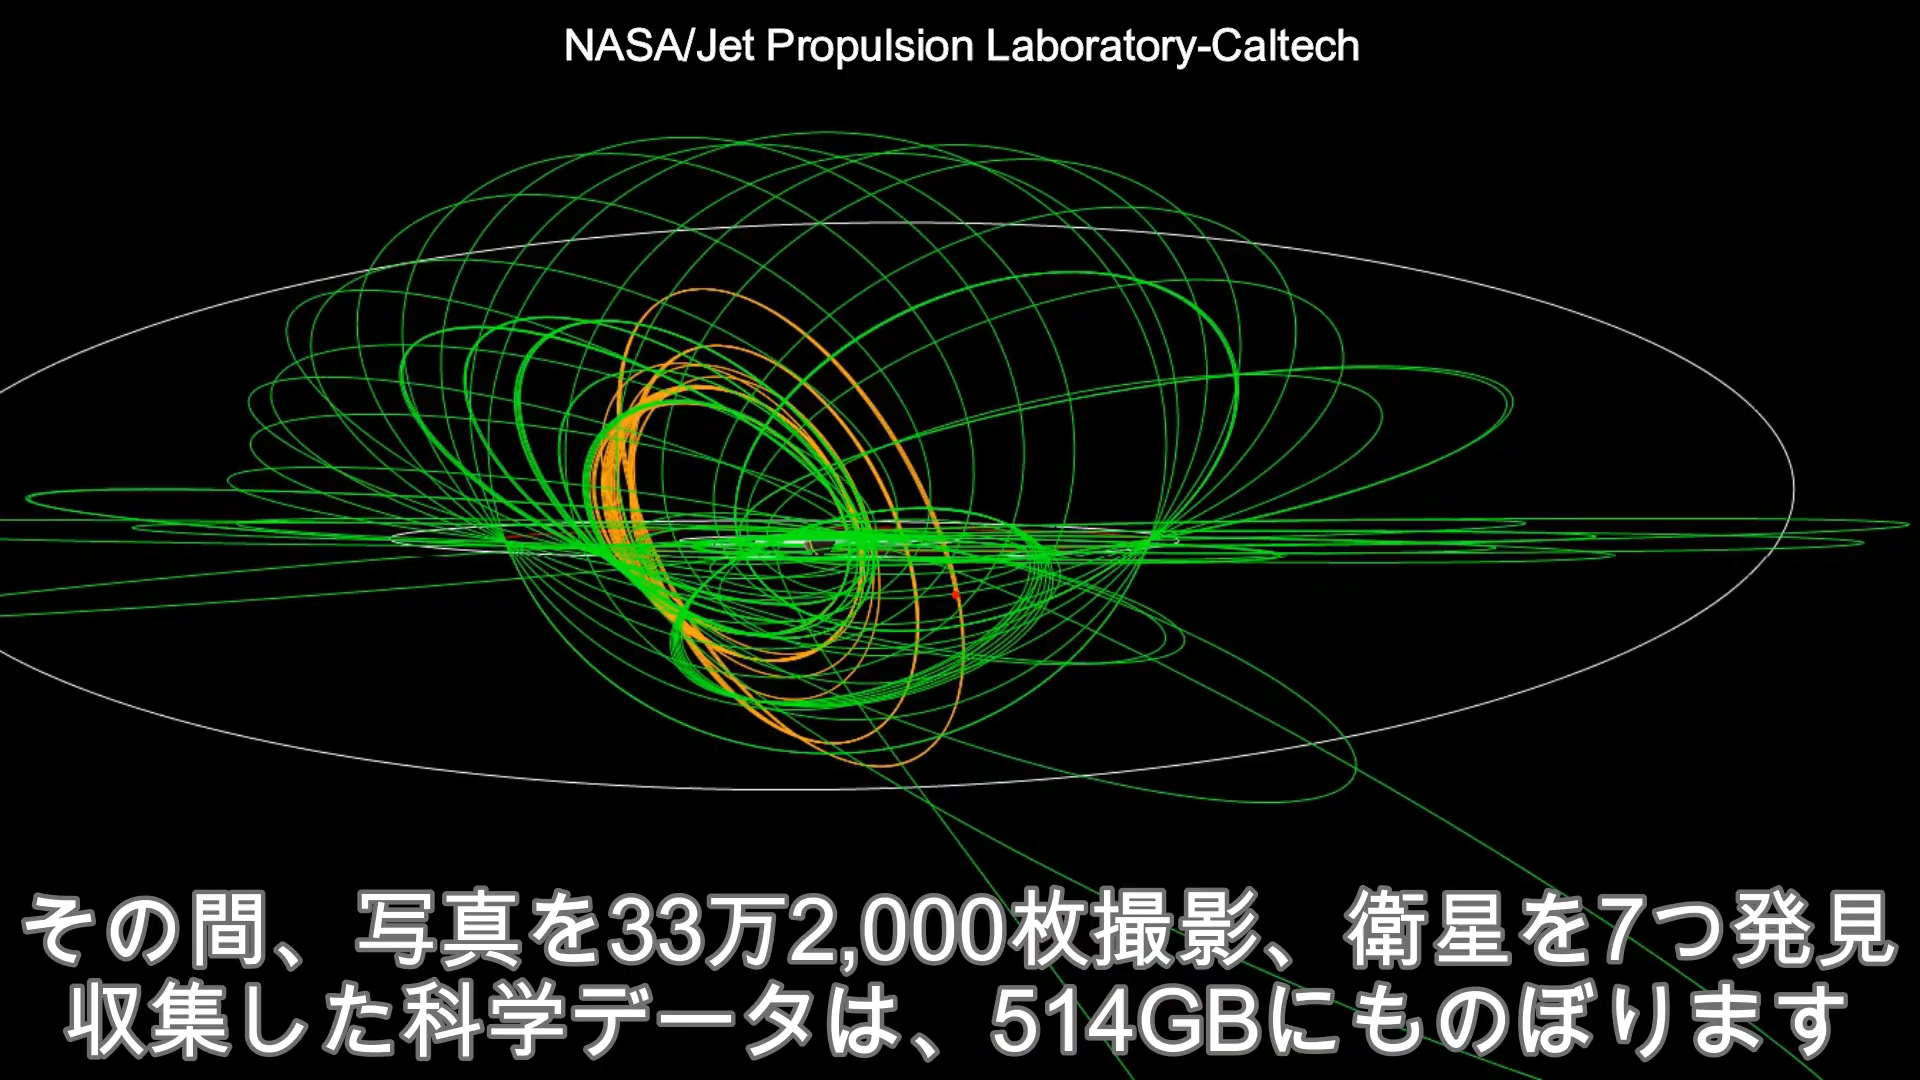 NASA/Jet Propulsion Laboratory-Caltech
その間、写真を33万2,000枚撮影、衛星を7つ発見
収集した科学データは、514GBにものぼります